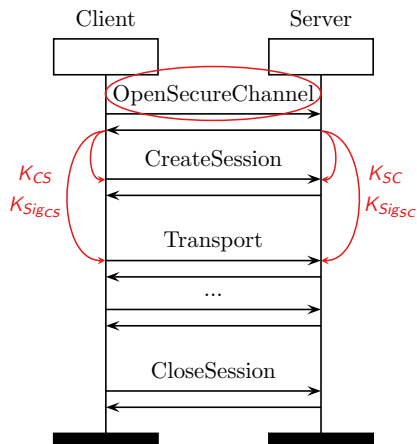 Client Server
OpenSecureChannel
CreateSession
K_CS K_SC
K_Sig_CS K_Sig_SC
Transport
...
CloseSession